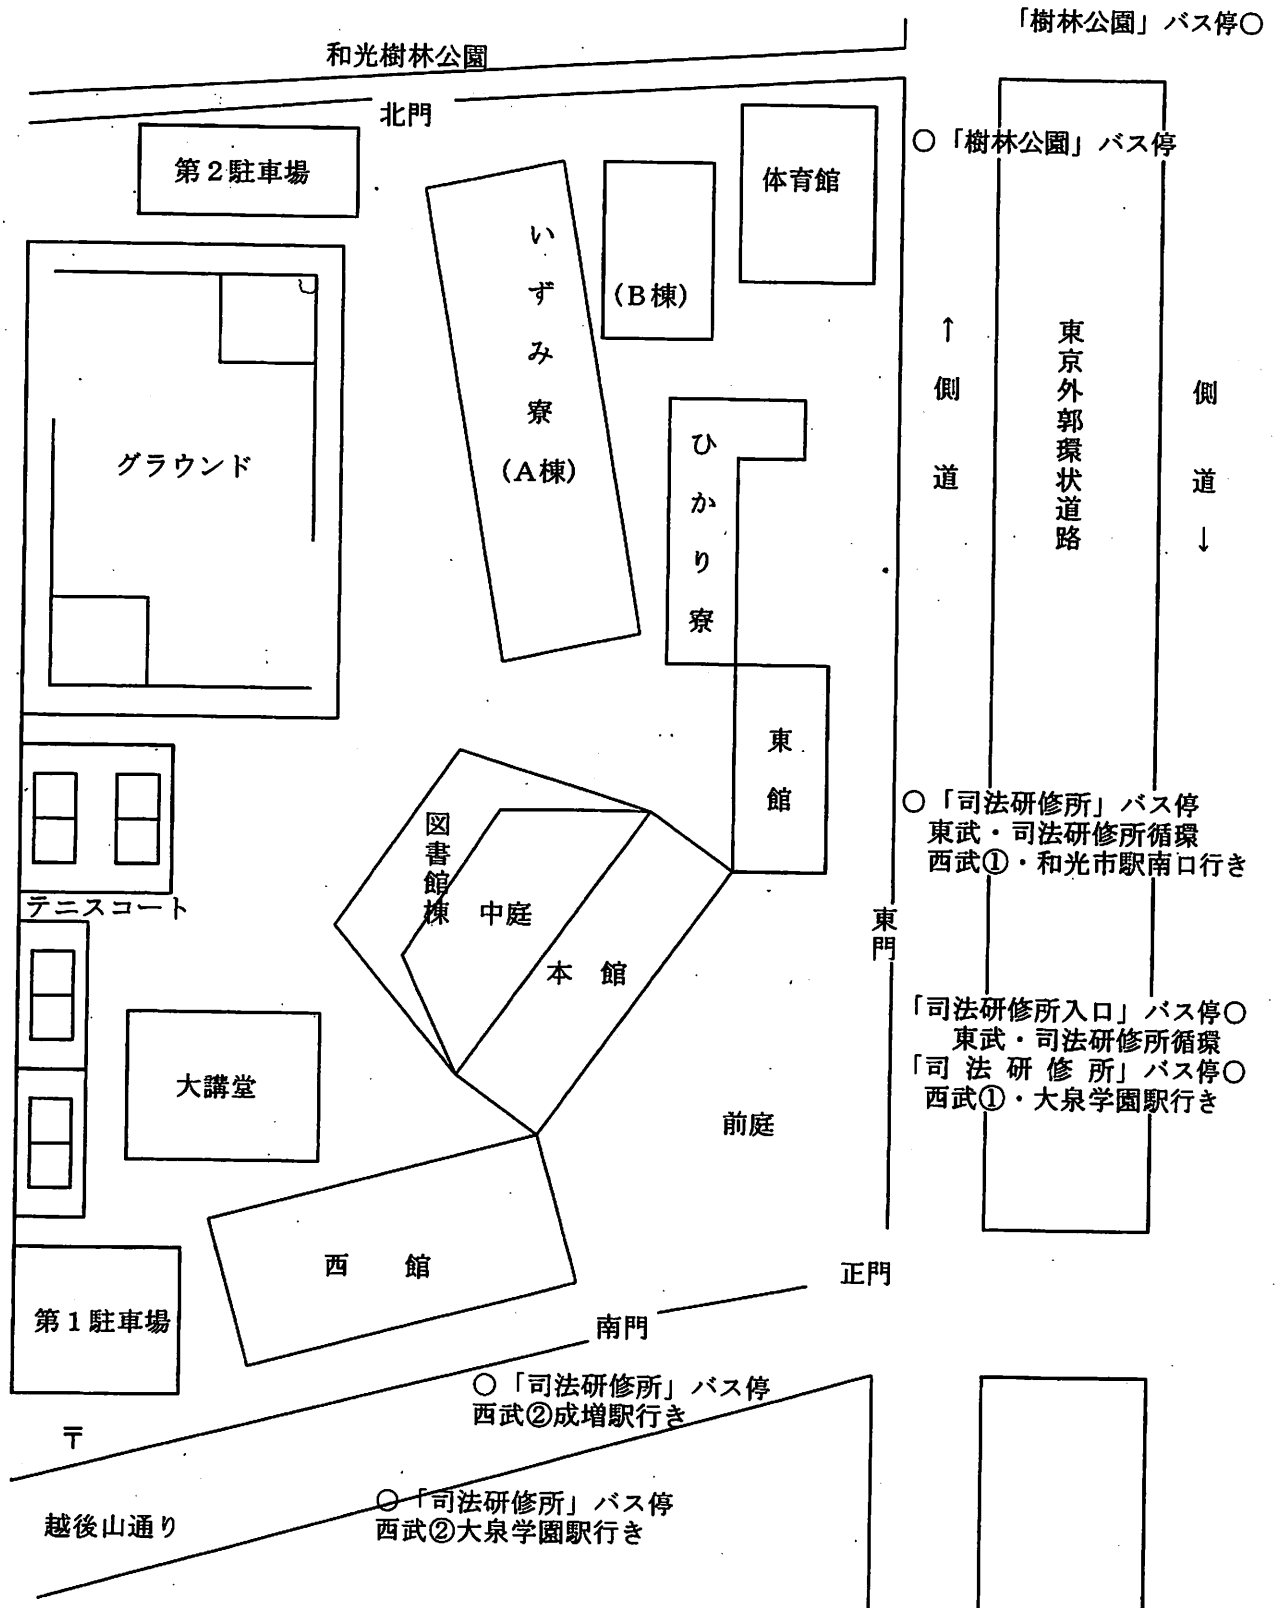 「樹林公園」バス停○
和光樹林公園
北門
○「樹林公園」バス停
第2駐車場
体育館
いずみ寮
(A棟)
(B棟)
↑側道
東京外郭環状道路
側道↓
グラウンド
ひかり寮
東館
○「司法研修所」バス停
東武・司法研修所循環
西武①・和光市駅南口行き
図書館棟
中庭
テニスコート
東門
本館
「司法研修所入口」バス停○
東武・司法研修所循環
「司法研修所」バス停○
西武①・大泉学園駅行き
大講堂
前庭
西館
正門
第1駐車場
南門
○「司法研修所」バス停
西武②成増駅行き
〒
○「司法研修所」バス停
西武②大泉学園駅行き
越後山通り